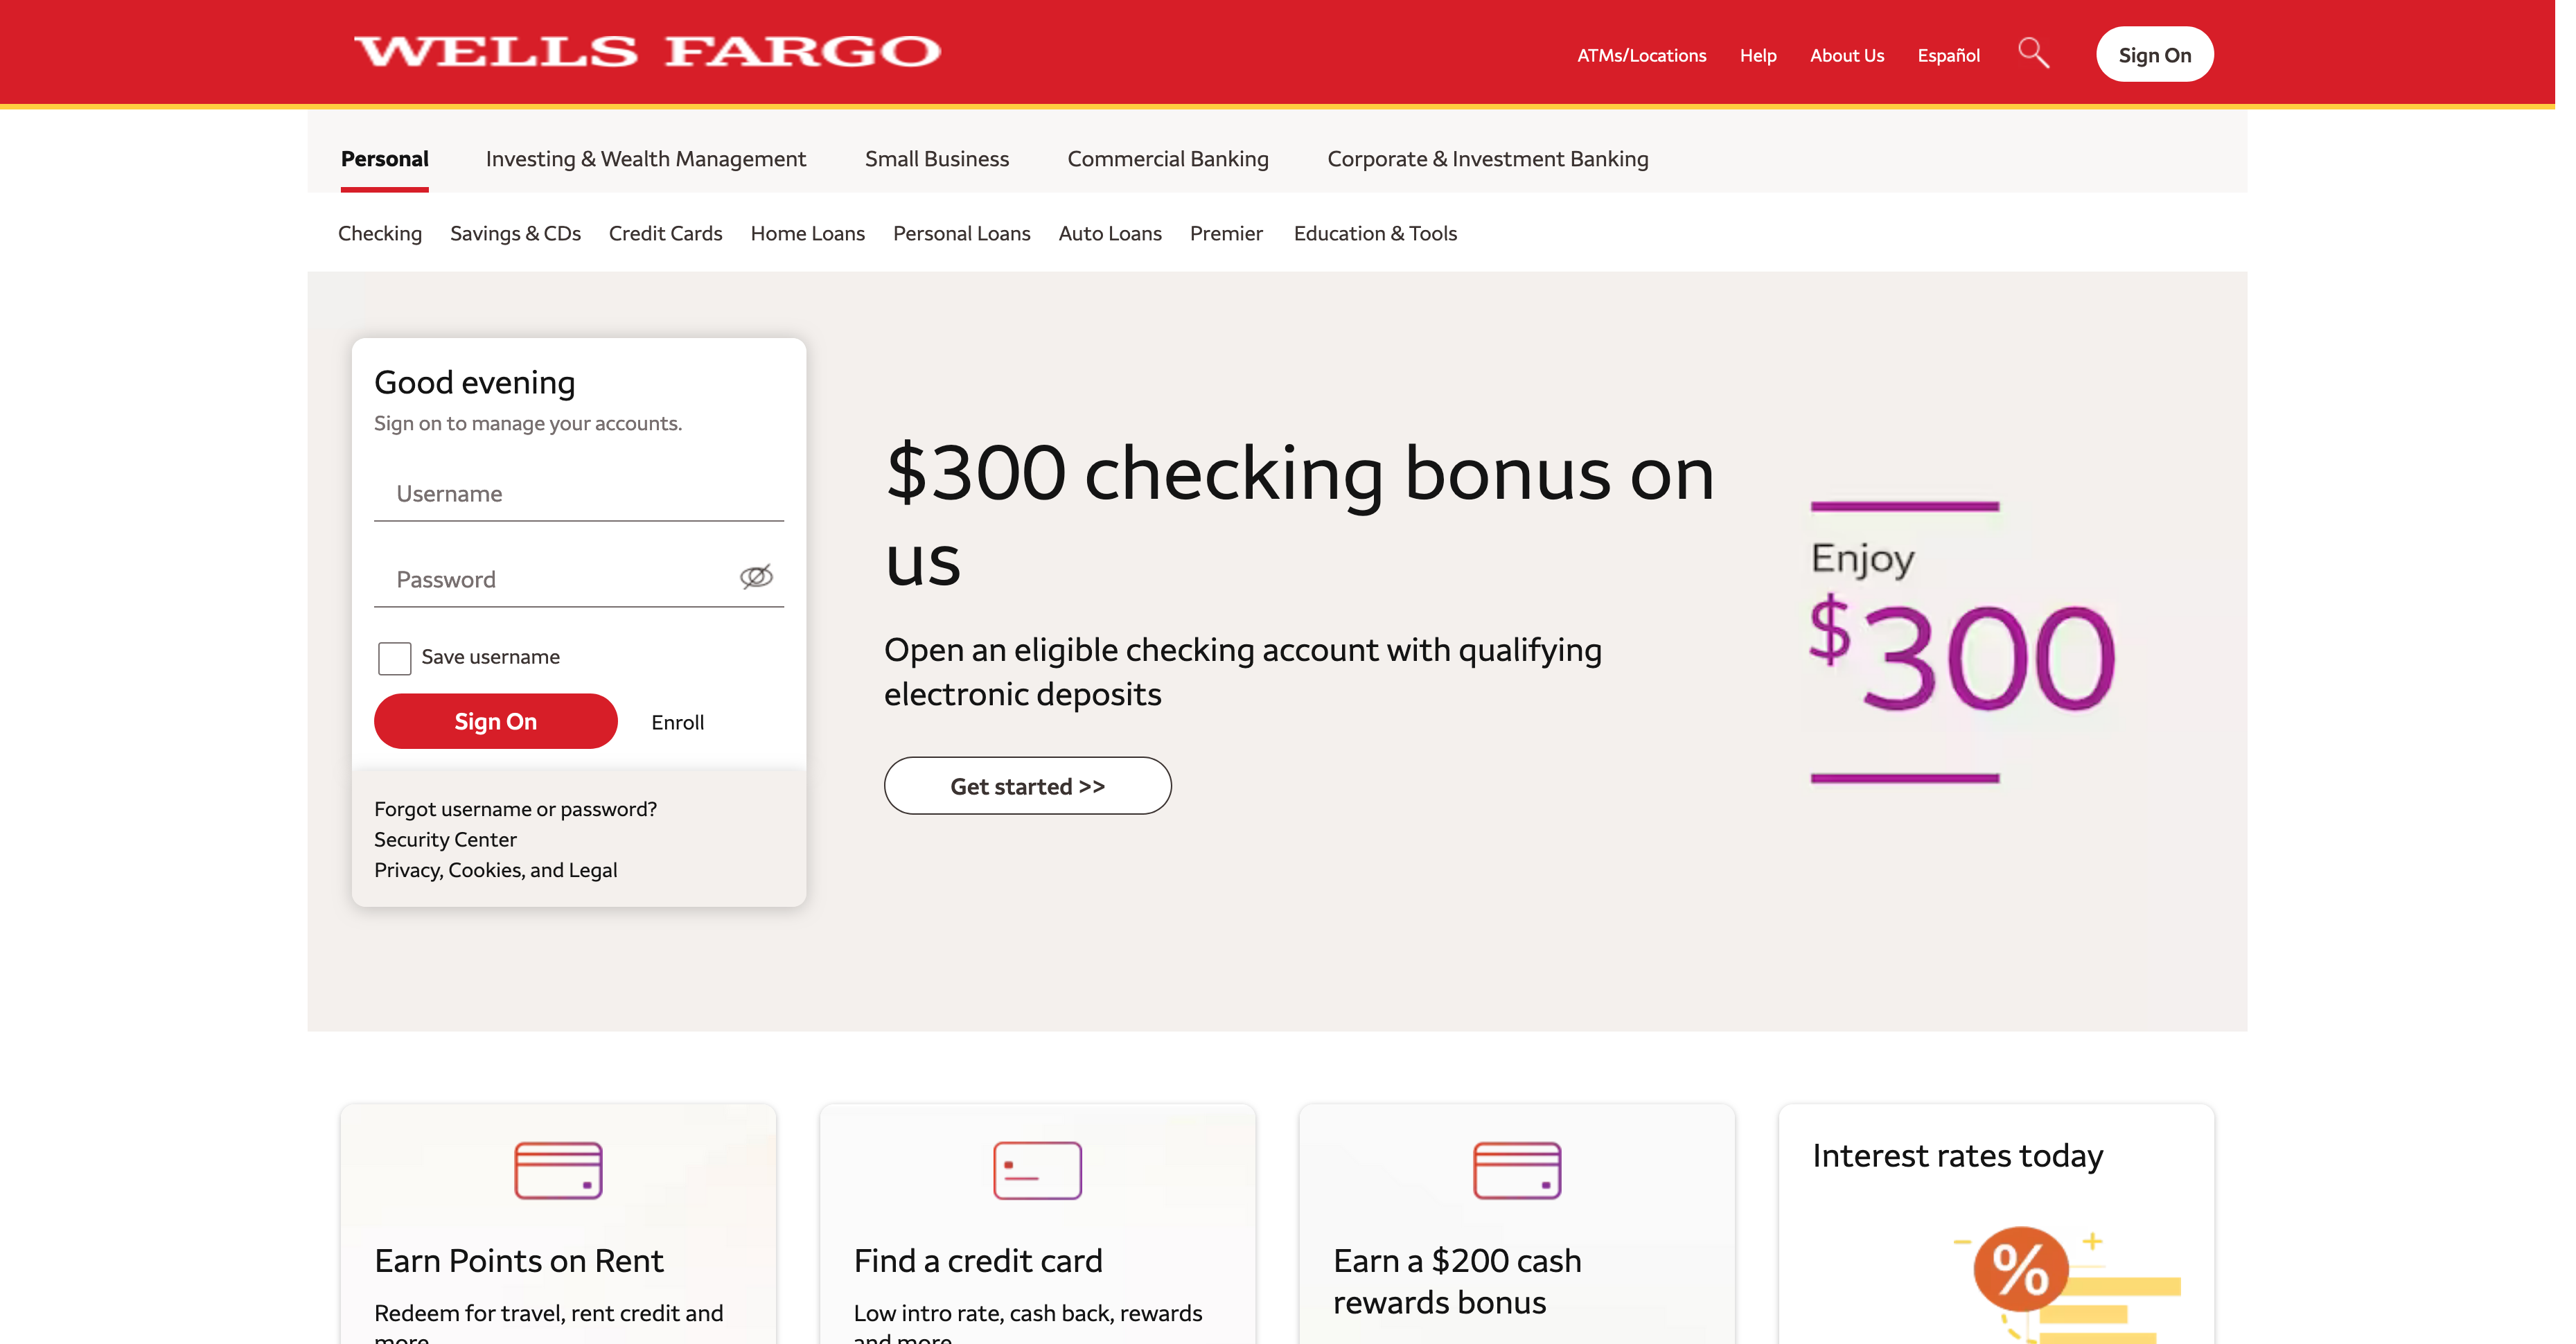 WELLS FARGO
ATMs/Locations Help About Us Español Sign On
Personal Investing & Wealth Management Small Business Commercial Banking Corporate & Investment Banking
Checking Savings & CDs Credit Cards Home Loans Personal Loans Auto Loans Premier Education & Tools
Good evening
Sign on to manage your accounts.
Username
Password
Save username
Sign On Enroll
Forgot username or password?
Security Center
Privacy, Cookies, and Legal
$300 checking bonus on
us
Open an eligible checking account with qualifying
electronic deposits
Get started >>
Enjoy
$300
Earn Points on Rent
Redeem for travel, rent credit and
more
Find a credit card
Low intro rate, cash back, rewards
and more
Earn a $200 cash
rewards bonus
Interest rates today
%